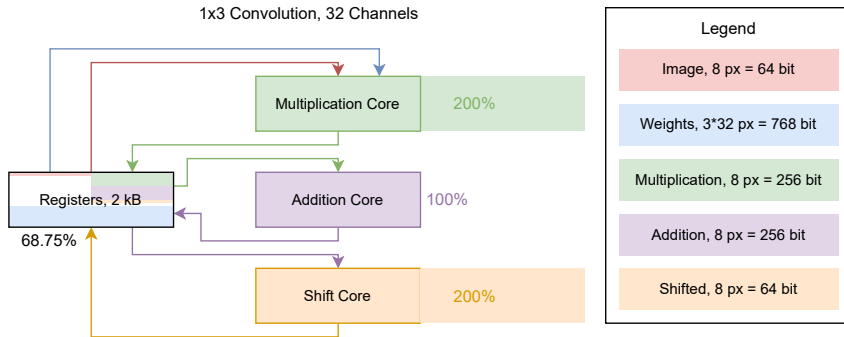 1x3 Convolution, 32 Channels
Legend
Image, 8 px = 64 bit
Multiplication Core
200%
Weights, 3*32 px = 768 bit
Multiplication, 8 px = 256 bit
Registers, 2 kB
Addition Core
100%
68.75%
Addition, 8 px = 256 bit
Shift Core
200%
Shifted, 8 px = 64 bit